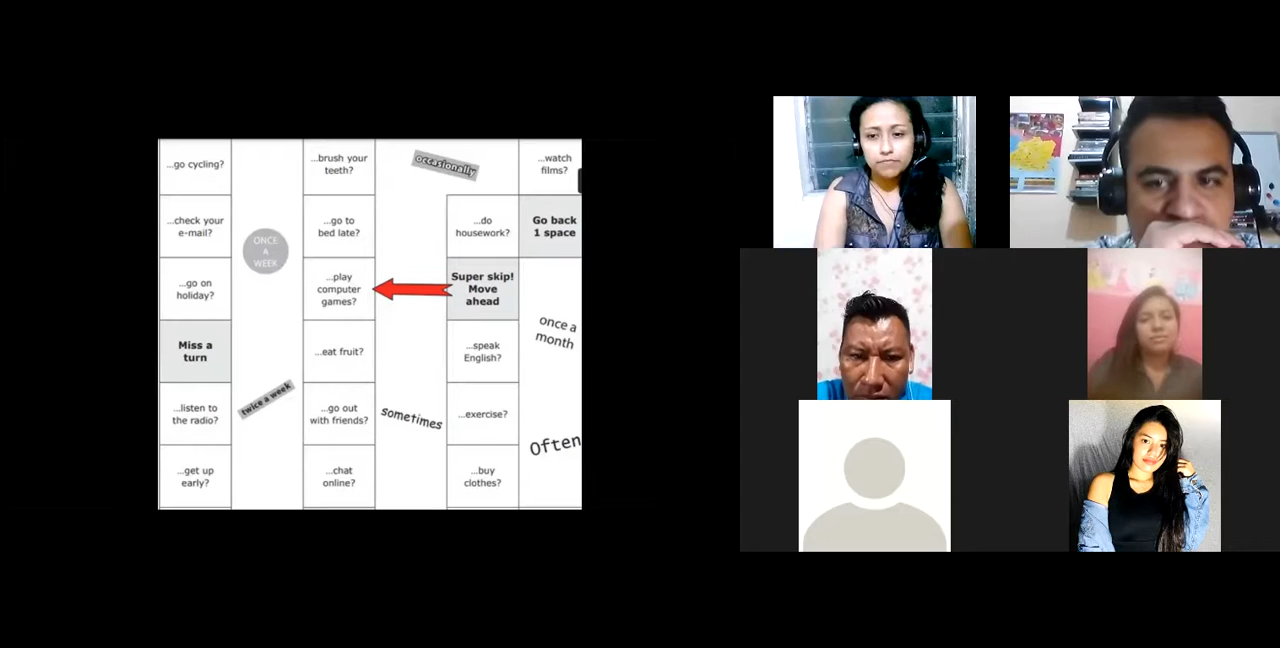 ...go cycling?
...check your
e-mail?
...go on
holiday?
Miss a
turn
...listen to
the radio?
...get up
early?
ONCE
A
WEEK
twice a week
...brush your
teeth?
...go to
bed late?
...play
computer
games?
...eat fruit?
...go out
with friends?
...chat
online?
occasionally
sometimes
...do
housework?
Super skip!
Move
ahead
...speak
English?
...exercise?
...buy
clothes?
...watch
films?
Go back
1 space
once a
month
Often